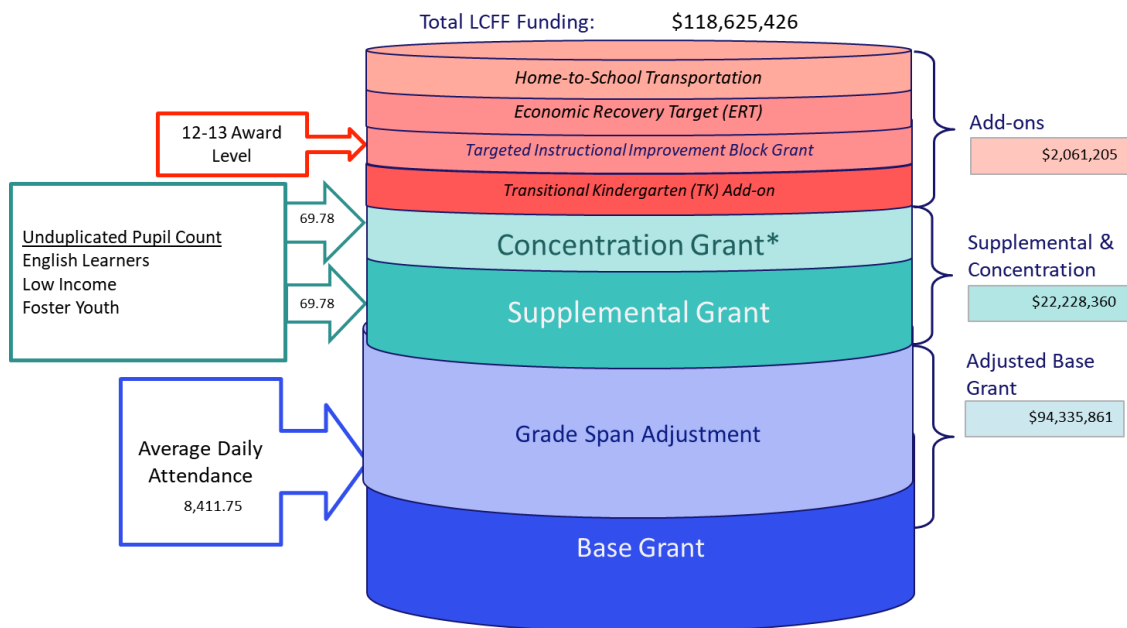 Total LCFF Funding: $118,625,426
Home-to-School Transportation
Economic Recovery Target (ERT)
Targeted Instructional Improvement Block Grant
Transitional Kindergarten (TK) Add-on
Concentration Grant*
Supplemental Grant
Grade Span Adjustment
Base Grant
12-13 Award
Level
Unduplicated Pupil Count
English Learners
Low Income
Foster Youth
69.78
69.78
Average Daily
Attendance
8,411.75
Add-ons
$2,061,205
Supplemental &
Concentration
$22,228,360
Adjusted Base
Grant
$94,335,861